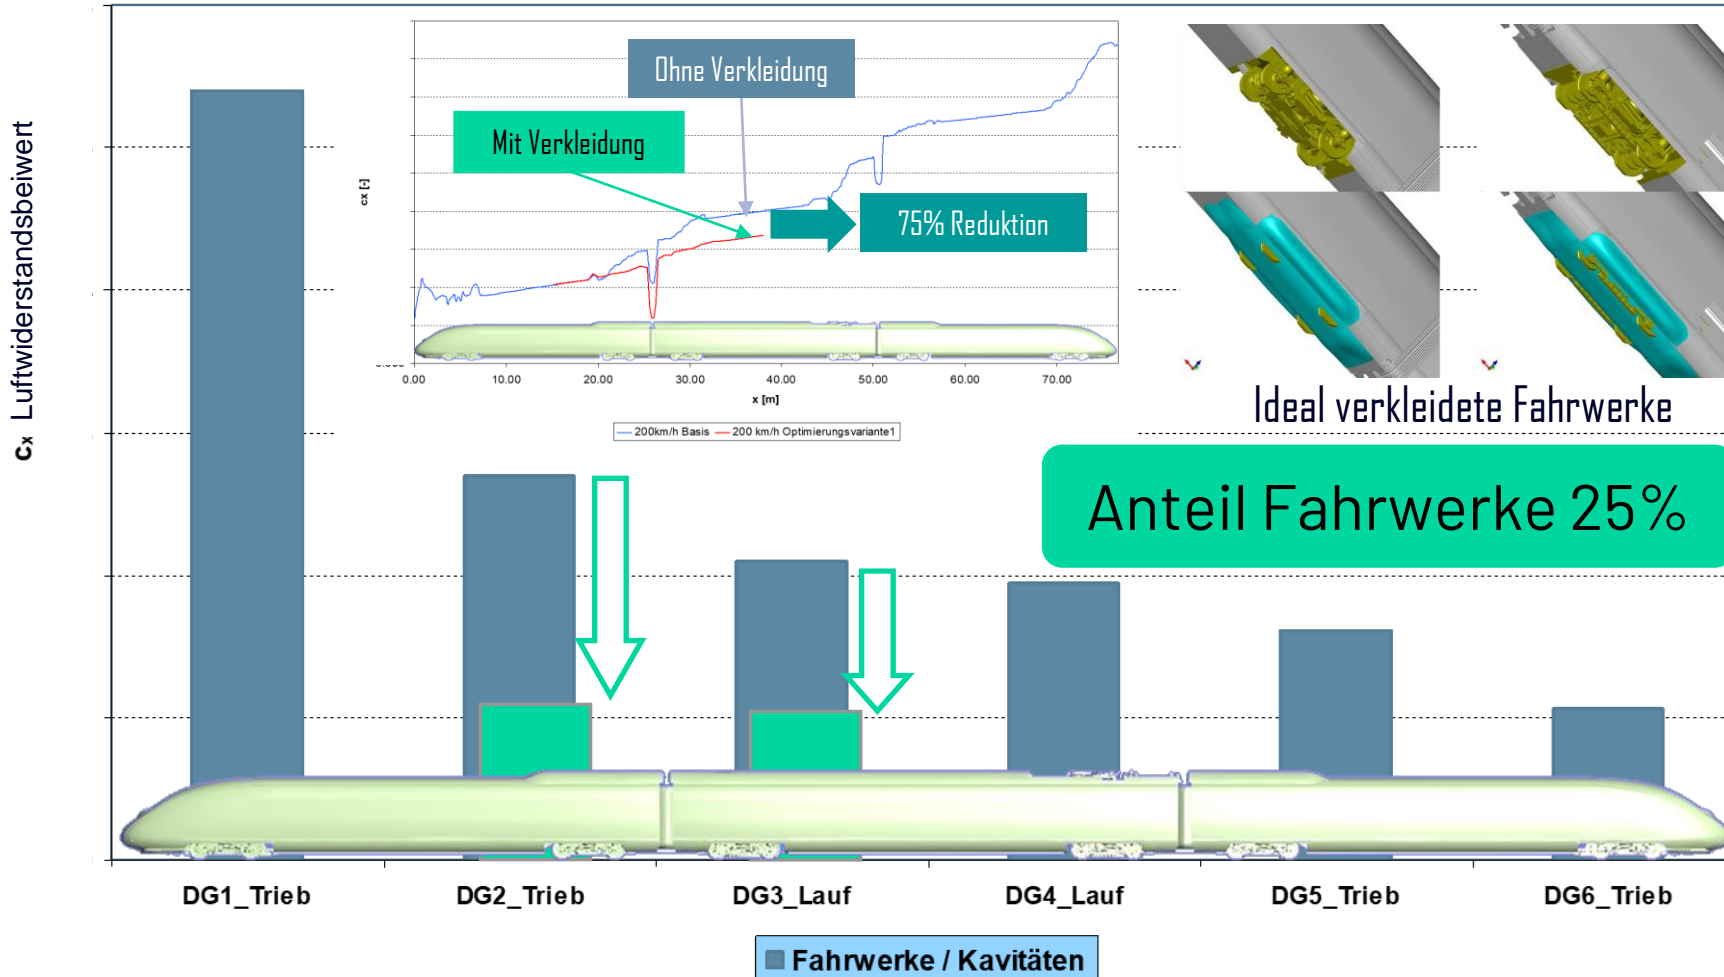 cx Luftwiderstandsbeiwert
Ohne Verkleidung
Mit Verkleidung
75% Reduktion
cx [-]
0.00 10.00 20.00 30.00 40.00 50.00 60.00 70.00
x [m]
200km/h Basis 200 km/h Optimierungsvariante1
Ideal verkleidete Fahrwerke
Anteil Fahrwerke 25%
DG1_Trieb DG2_Trieb DG3_Lauf DG4_Lauf DG5_Trieb DG6_Trieb
Fahrwerke / Kavitäten